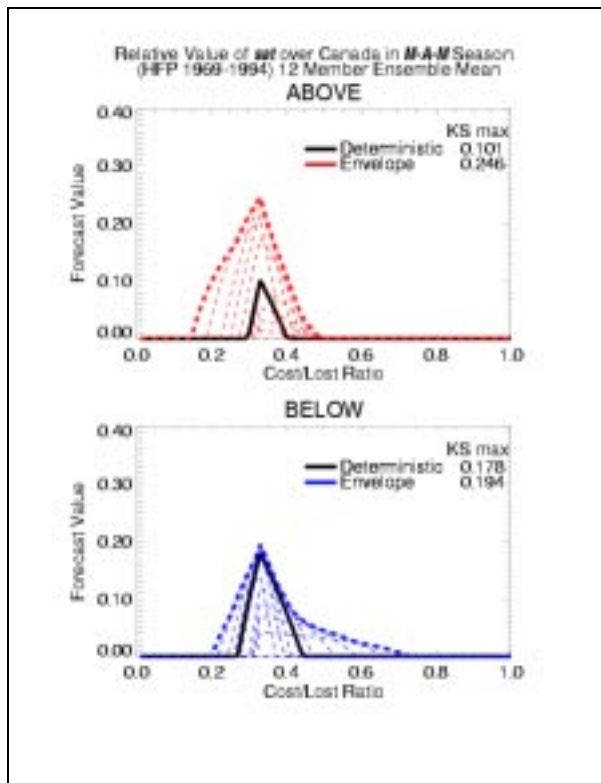 Relative Value of sat over Canada in M-A-M Season
(HFP 1969-1994) 12 Member Ensemble Mean
ABOVE
0.40
0.30
0.20
0.10
0.00
Forecast Value
KS max
Deterministic 0.101
Envelope 0.246
0.0 0.2 0.4 0.6 0.8 1.0
Cost/Lost Ratio
BELOW
0.40
0.30
0.20
0.10
0.00
Forecast Value
KS max
Deterministic 0.178
Envelope 0.194
0.0 0.2 0.4 0.6 0.8 1.0
Cost/Lost Ratio